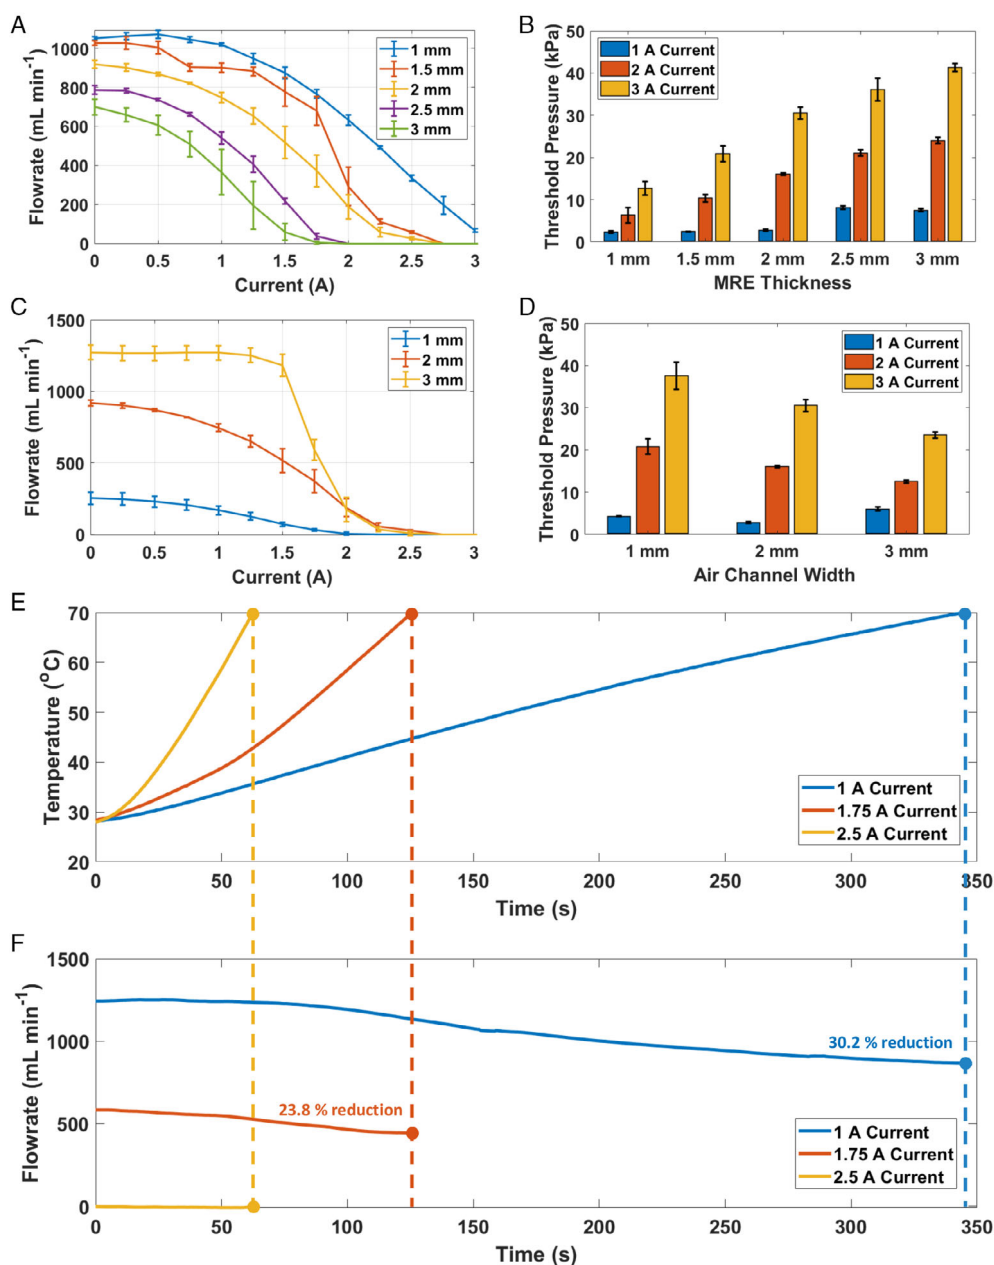 A
Flowrate (mL min-1)
1000
800
600
400
200
0
0 0.5 1 1.5 2 2.5 3
Current (A)
1 mm
1.5 mm
2 mm
2.5 mm
3 mm
B
Threshold Pressure (kPa)
50
40
30
20
10
0
1 mm 1.5 mm 2 mm 2.5 mm 3 mm
MRE Thickness
1 A Current
2 A Current
3 A Current
C
Flowrate (mL min-1)
1500
1000
500
0
0 0.5 1 1.5 2 2.5 3
Current (A)
1 mm
2 mm
3 mm
D
Threshold Pressure (kPa)
50
40
30
20
10
0
1 mm 2 mm 3 mm
Air Channel Width
1 A Current
2 A Current
3 A Current
E
Temperature (oC)
70
60
50
40
30
20
0 50 100 150 200 250 300 350
Time (s)
1 A Current
1.75 A Current
2.5 A Current
F
Flowrate (mL min-1)
1500
1000
500
0
30.2 % reduction
23.8 % reduction
1 A Current
1.75 A Current
2.5 A Current
0 50 100 150 200 250 300 350
Time (s)